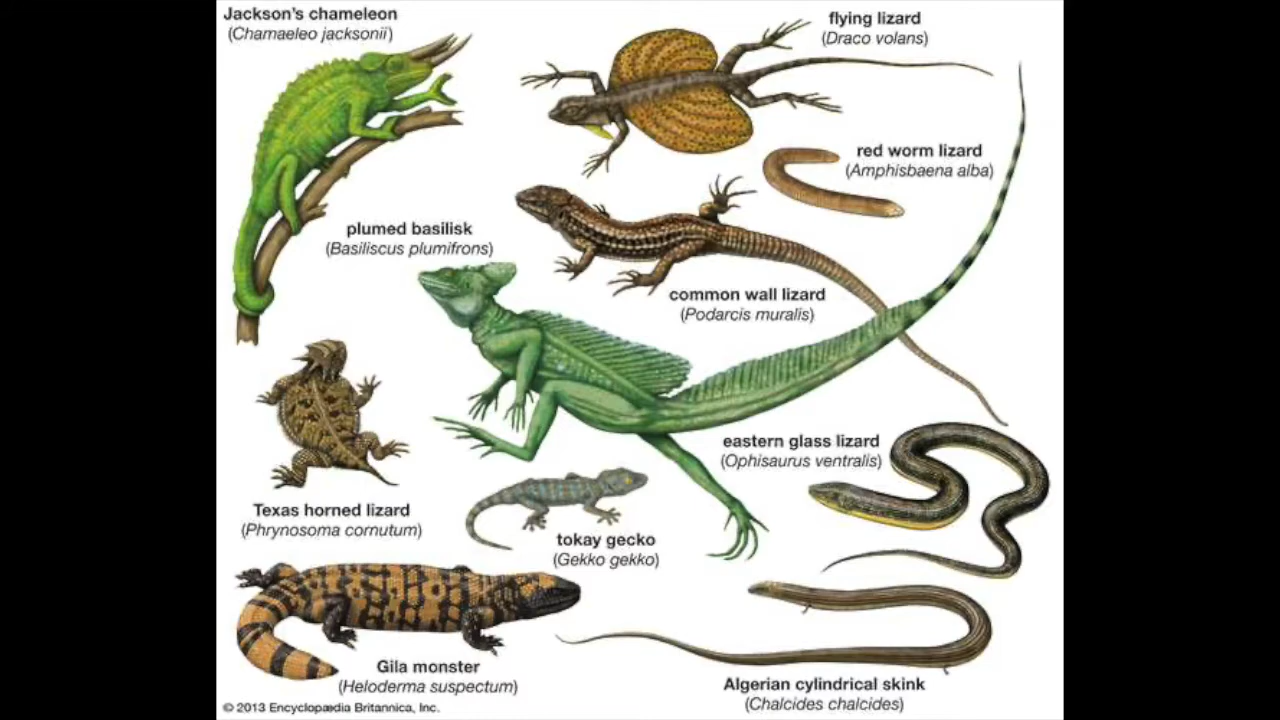 Jackson's chameleon
(Chamaeleo jacksonii)
flying lizard
(Draco volans)
red worm lizard
(Amphisbaena alba)
plumed basilisk
(Basiliscus plumifrons)
common wall lizard
(Podarcis muralis)
eastern glass lizard
(Ophisaurus ventralis)
Texas horned lizard
(Phrynosoma cornutum)
tokay gecko
(Gekko gekko)
Gila monster
(Heloderma suspectum)
Algerian cylindrical skink
(Chalcides chalcides)
© 2013 Encyclopædia Britannica, Inc.